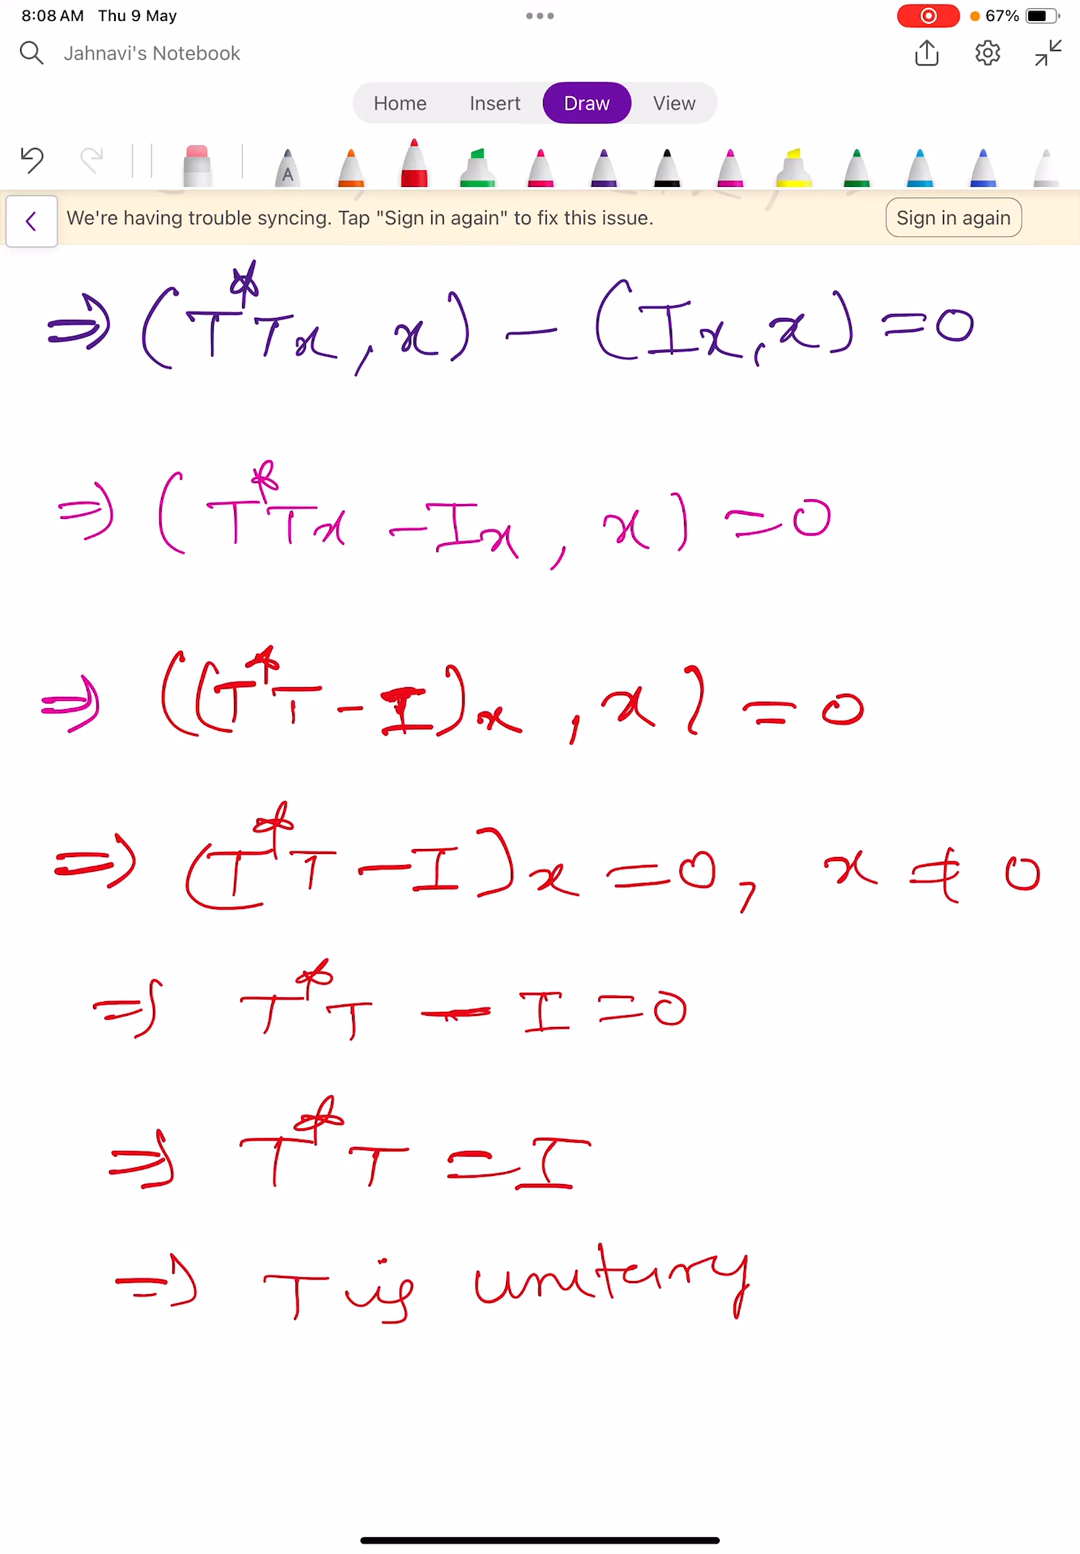 8:08 AM Thu 9 May
67%
Jahnavi's Notebook
Home Insert Draw View
A
We're having trouble syncing. Tap "Sign in again" to fix this issue.
Sign in again
⇒ (T*Tx, x) – (Ix, x) = 0
⇒ (T*Tx – Ix, x) = 0
⇒ ((T*T – I)x, x) = 0
⇒ (T*T – I)x = 0, x ≠ 0
⇒ T*T – I = 0
⇒ T*T = I
⇒ T is unitary